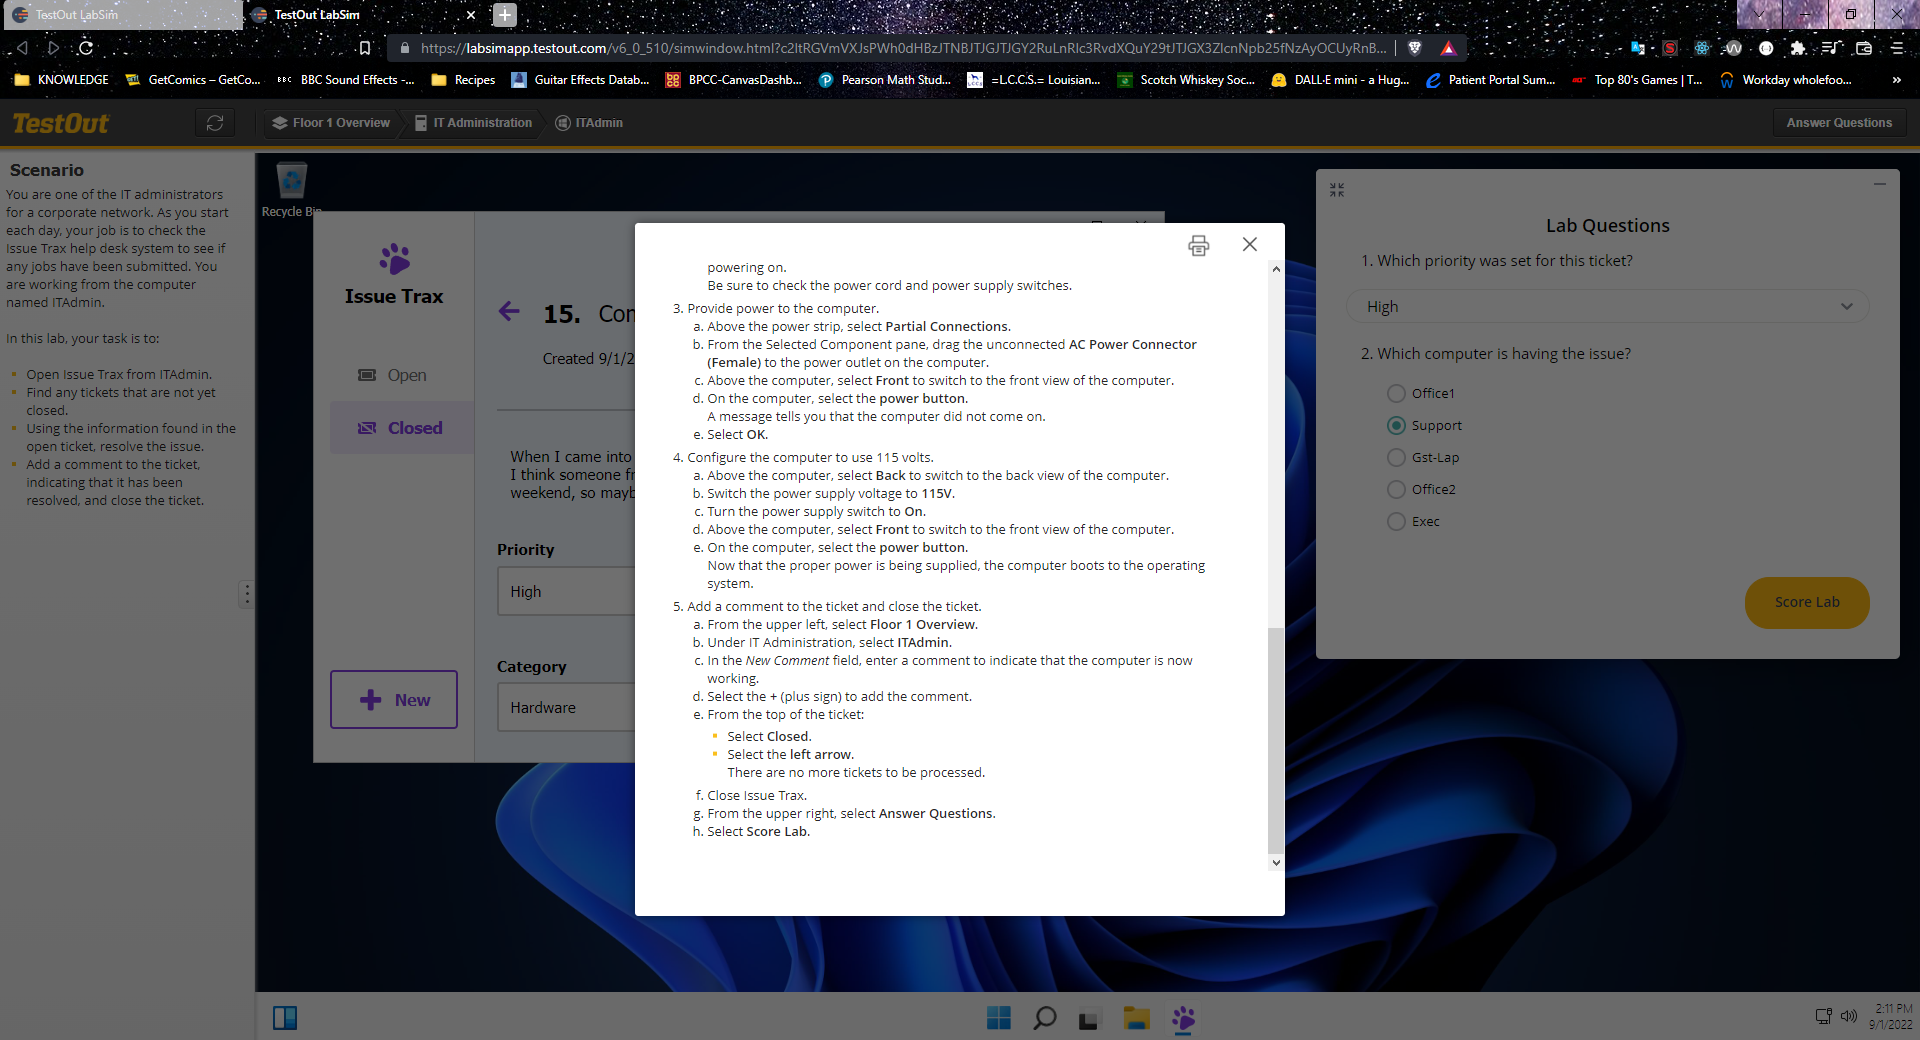 TestOut LabSim
TestOut LabSim
https://labsimapp.testout.com/v6_0_510/simwindow.html?
KNOWLEDGE
GetComics – GetCo...
BBC BBC Sound Effects -...
Recipes
Guitar Effects Datab...
BPCC-CanvasDashb...
Pearson Math Stud...
=L.C.C.S.= Louisian...
Scotch Whiskey Soc...
DALL·E mini - a Hug...
Patient Portal Sum...
Top 80's Games | T...
Workday wholefoo...
»
TestOut
Floor 1 Overview
IT Administration
ITAdmin
Answer Questions
Scenario
You are one of the IT administrators
for a corporate network. As you start
each day, your job is to check the
Issue Trax help desk system to see if
any jobs have been submitted. You
are working from the computer
named ITAdmin.
In this lab, your task is to:
Open Issue Trax from ITAdmin.
Find any tickets that are not yet
closed.
Using the information found in the
open ticket, resolve the issue.
Add a comment to the ticket,
indicating that it has been
resolved, and close the ticket.
Recycle Bin
Issue Trax
Open
Closed
New
15. Con
Created 9/1/2
When I came into
I think someone fr
weekend, so mayb
Priority
High
Category
Hardware
powering on.
Be sure to check the power cord and power supply switches.
3. Provide power to the computer.
a. Above the power strip, select Partial Connections.
b. From the Selected Component pane, drag the unconnected AC Power Connector
(Female) to the power outlet on the computer.
c. Above the computer, select Front to switch to the front view of the computer.
d. On the computer, select the power button.
A message tells you that the computer did not come on.
e. Select OK.
4. Configure the computer to use 115 volts.
a. Above the computer, select Back to switch to the back view of the computer.
b. Switch the power supply voltage to 115V.
c. Turn the power supply switch to On.
d. Above the computer, select Front to switch to the front view of the computer.
e. On the computer, select the power button.
Now that the proper power is being supplied, the computer boots to the operating
system.
5. Add a comment to the ticket and close the ticket.
a. From the upper left, select Floor 1 Overview.
b. Under IT Administration, select ITAdmin.
c. In the New Comment field, enter a comment to indicate that the computer is now
working.
d. Select the + (plus sign) to add the comment.
e. From the top of the ticket:
Select Closed.
Select the left arrow.
There are no more tickets to be processed.
f. Close Issue Trax.
g. From the upper right, select Answer Questions.
h. Select Score Lab.
Lab Questions
1. Which priority was set for this ticket?
High
2. Which computer is having the issue?
Office1
Support
Gst-Lap
Office2
Exec
Score Lab
2:11 PM
9/1/2022